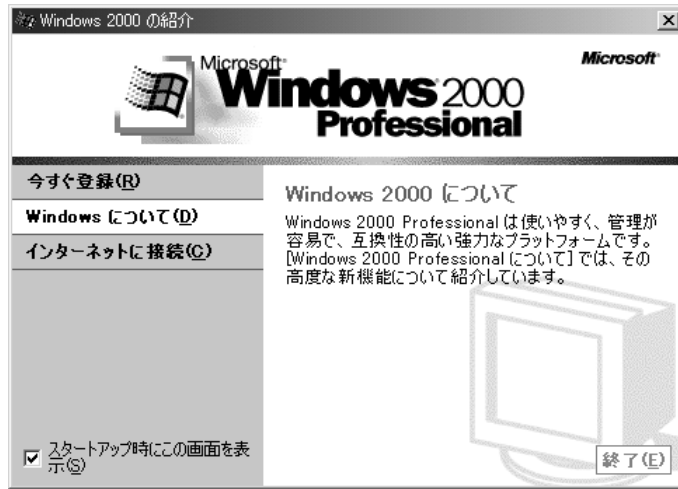 Windows 2000 の紹介
Microsoft
Microsoft
Windows 2000
Professional
今すぐ登録(R)
Windows について(D)
インターネットに接続(C)
スタートアップ時にこの画面を表
示(S)
Windows 2000 について
Windows 2000 Professional は使いやすく、管理が
容易で、互換性の高い強力なプラットフォームです。
[Windows 2000 Professional について] では、その
高度な新機能について紹介しています。
終了(E)